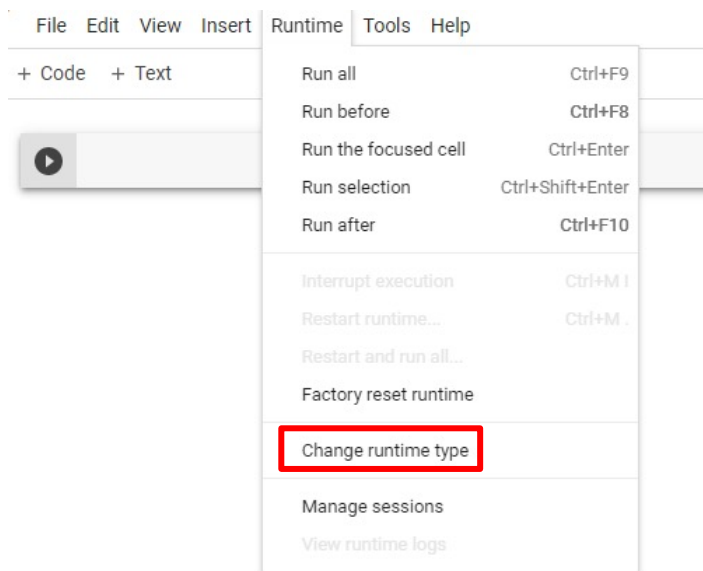 File Edit View Insert Runtime Tools Help
+ Code + Text
Run all Ctrl+F9
Run before Ctrl+F8
Run the focused cell Ctrl+Enter
Run selection Ctrl+Shift+Enter
Run after Ctrl+F10
Interrupt execution Ctrl+M I
Restart runtime... Ctrl+M .
Restart and run all...
Factory reset runtime
Change runtime type
Manage sessions
View runtime logs